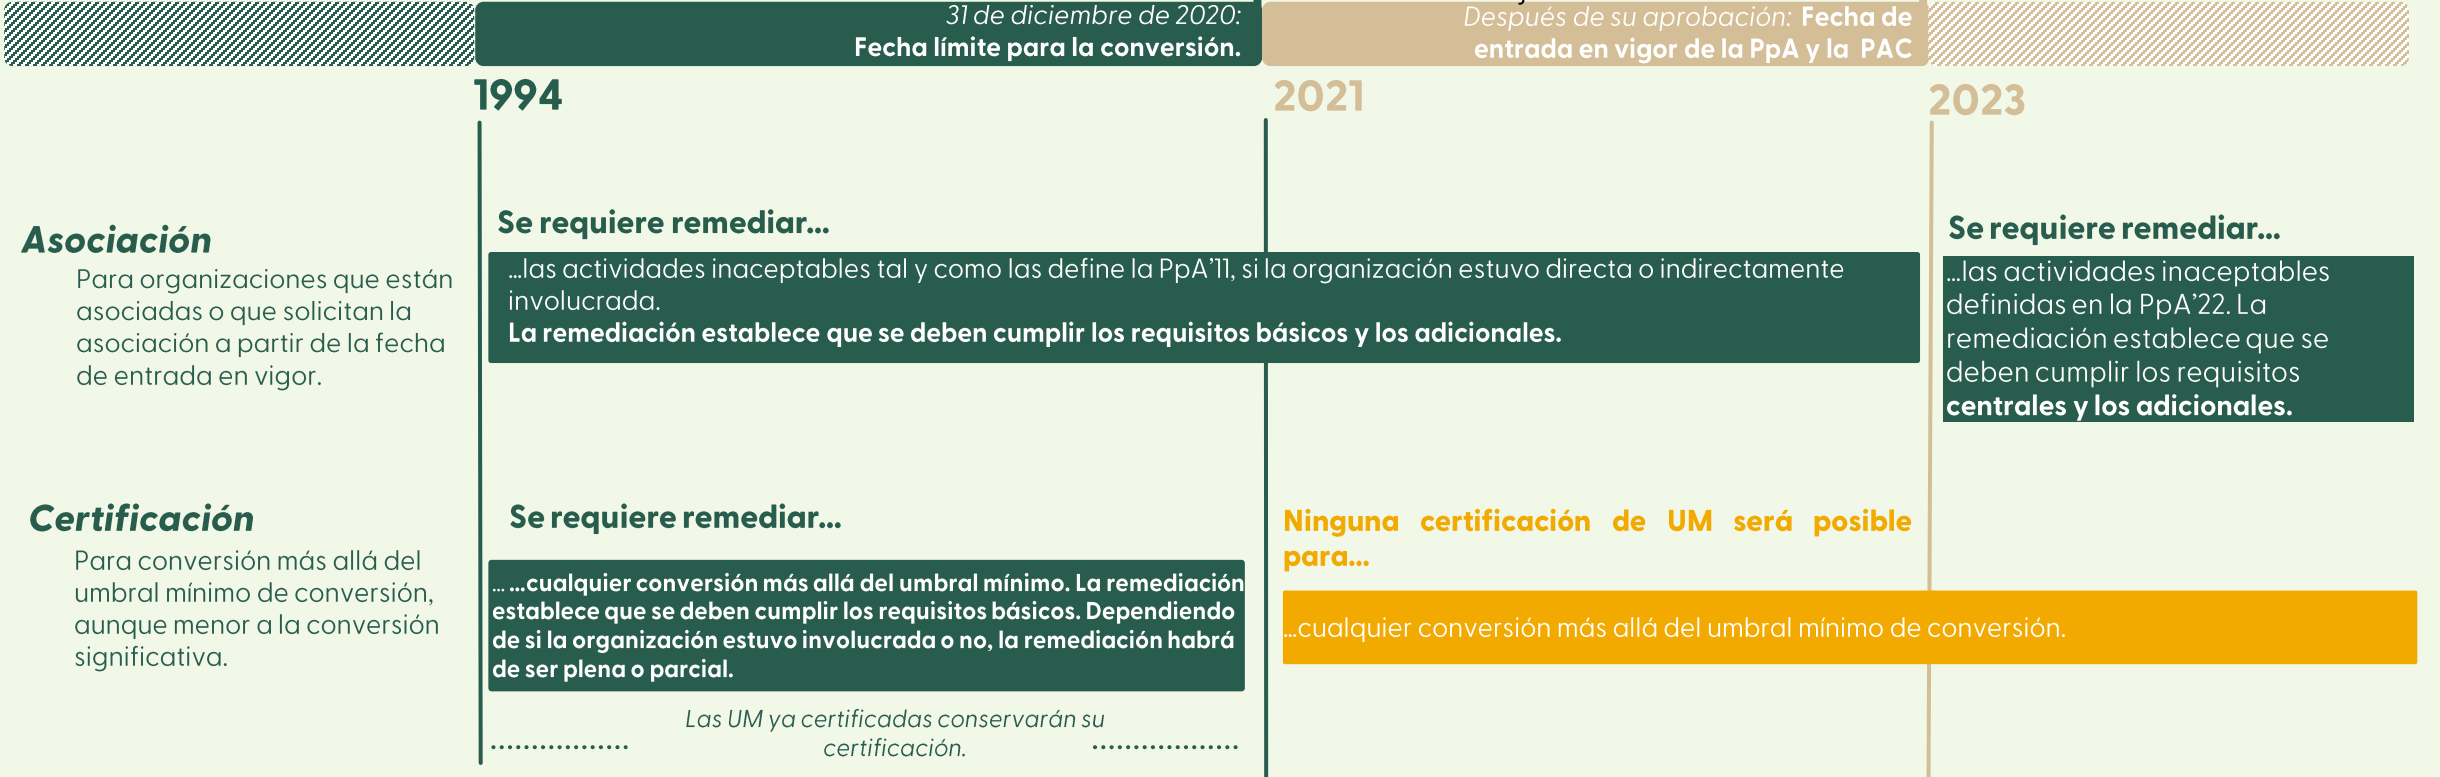 31 de diciembre de 2020:
Fecha límite para la conversión.
Después de su aprobación: Fecha de
entrada en vigor de la PpA y la PAC
1994
2021
2023
Asociación
Para organizaciones que están
asociadas o que solicitan la
asociación a partir de la fecha
de entrada en vigor.
Se requiere remediar...
...las actividades inaceptables tal y como las define la PpA’11, si la organización estuvo directa o indirectamente
involucrada.
La remediación establece que se deben cumplir los requisitos básicos y los adicionales.
Se requiere remediar...
...las actividades inaceptables
definidas en la PpA’22. La
remediación establece que se
deben cumplir los requisitos
centrales y los adicionales.
Certificación
Para conversión más allá del
umbral mínimo de conversión,
aunque menor a la conversión
significativa.
Se requiere remediar...
... ...cualquier conversión más allá del umbral mínimo. La remediación
establece que se deben cumplir los requisitos básicos. Dependiendo
de si la organización estuvo involucrada o no, la remediación habrá
de ser plena o parcial.
Las UM ya certificadas conservarán su
certificación.
Ninguna certificación de UM será posible
para...
...cualquier conversión más allá del umbral mínimo de conversión.